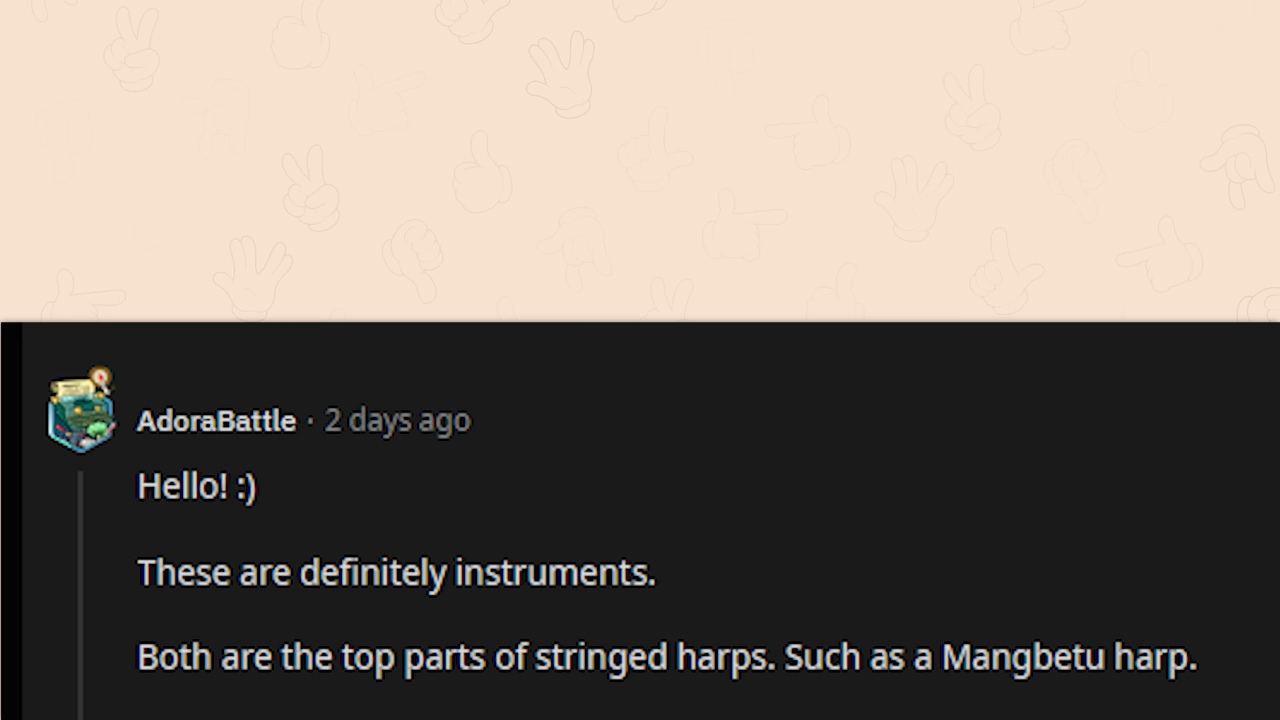 AdoraBattle · 2 days ago
Hello! :)
These are definitely instruments.
Both are the top parts of stringed harps. Such as a Mangbetu harp.